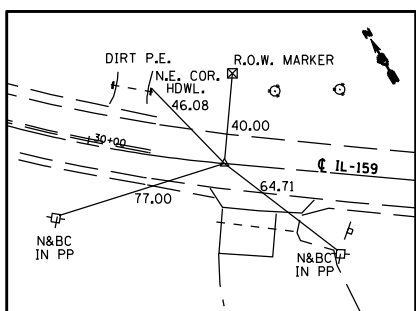 DIRT P.E.
R.O.W. MARKER
N.E. COR.
HDWL.
46.08
40.00
30+00
℄ IL-159
64.71
77.00
N&BC
IN PP
N&BC
IN PP
N